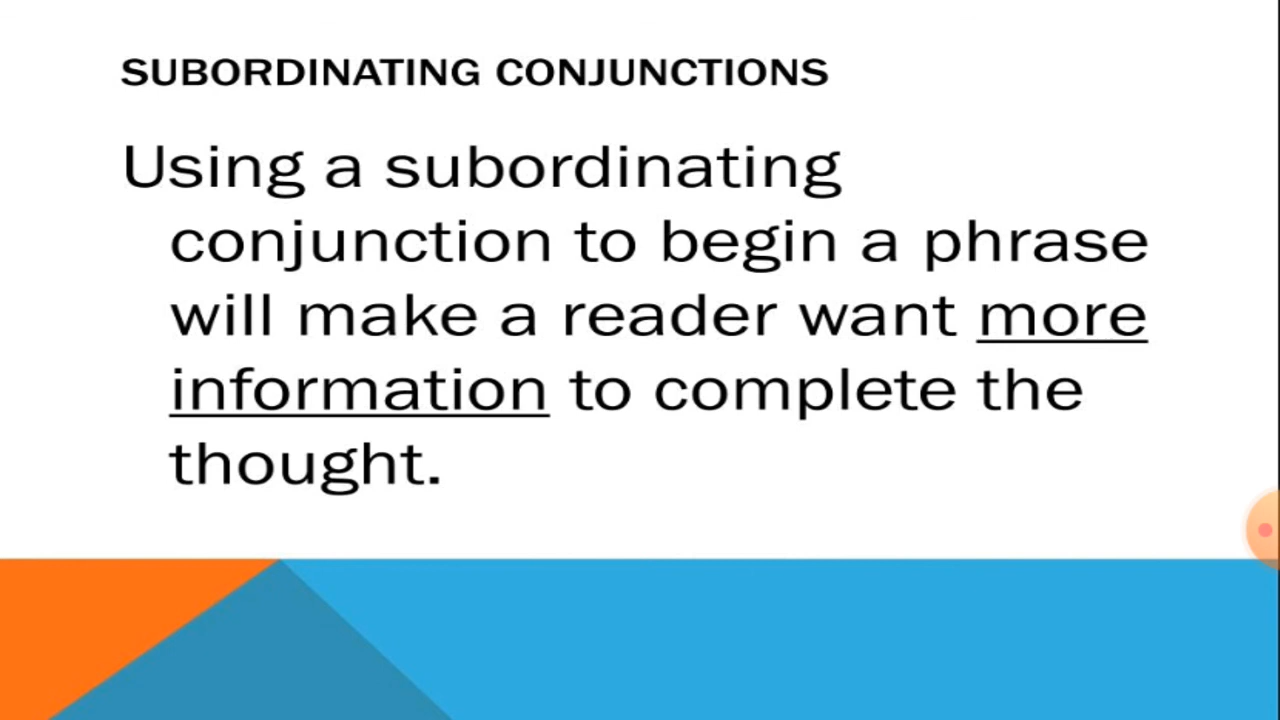 SUBORDINATING CONJUNCTIONS
Using a subordinating
conjunction to begin a phrase
will make a reader want more
information to complete the
thought.